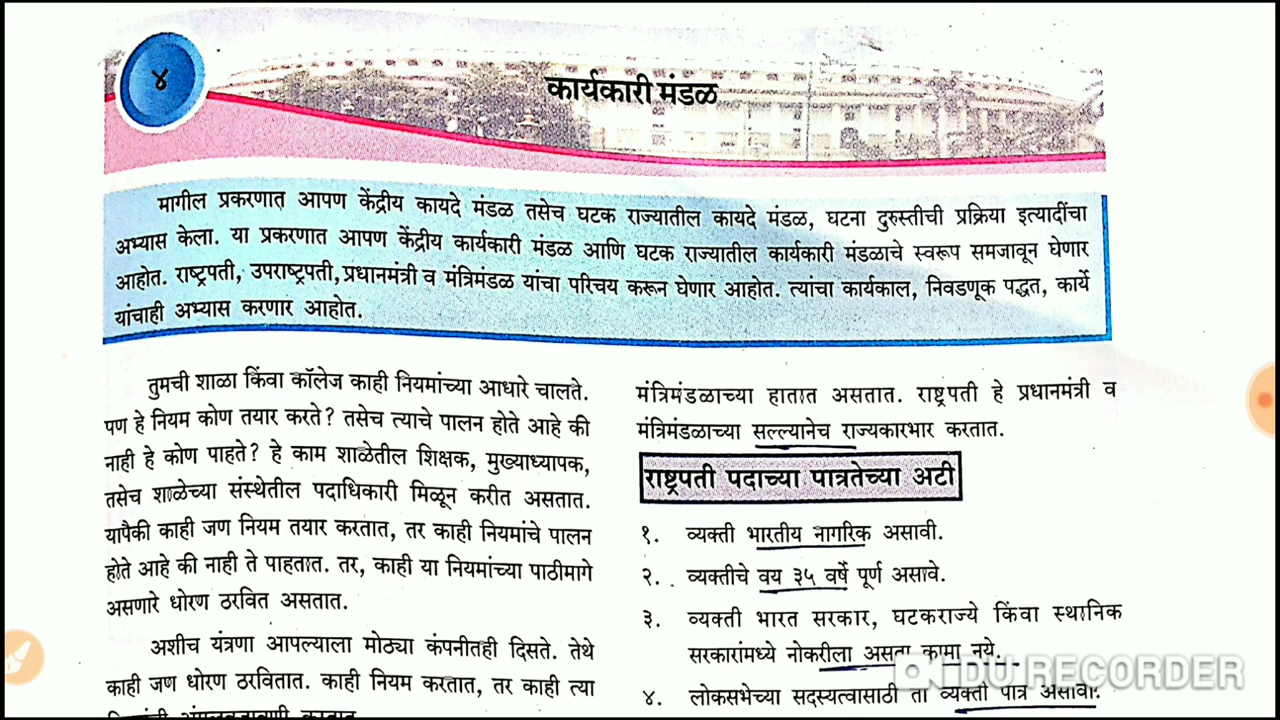 ४
कार्यकारी मंडळ
मागील प्रकरणात आपण केंद्रीय कायदे मंडळ तसेच घटक राज्यातील कायदे मंडळ, घटना दुरुस्तीची प्रक्रिया इत्यादींचा
अभ्यास केला. या प्रकरणात आपण केंद्रीय कार्यकारी मंडळ आणि घटक राज्यातील कार्यकारी मंडळाचे स्वरूप समजावून घेणार
आहोत. राष्ट्रपती, उपराष्ट्रपती, प्रधानमंत्री व मंत्रिमंडळ यांचा परिचय करून घेणार आहोत. त्यांचा कार्यकाल, निवडणूक पद्धत, कार्ये
यांचाही अभ्यास करणार आहोत.
तुमची शाळा किंवा कॉलेज काही नियमांच्या आधारे चालते.
पण हे नियम कोण तयार करते? तसेच त्याचे पालन होते आहे की
नाही हे कोण पाहते? हे काम शाळेतील शिक्षक, मुख्याध्यापक,
तसेच शाळेच्या संस्थेतील पदाधिकारी मिळून करीत असतात.
यापैकी काही जण नियम तयार करतात, तर काही नियमांचे पालन
होते आहे की नाही ते पाहतात. तर, काही या नियमांच्या पाठीमागे
असणारे धोरण ठरवित असतात.
अशीच यंत्रणा आपल्याला मोठ्या कंपनीतही दिसते. तेथे
काही जण धोरण ठरवितात. काही नियम करतात, तर काही त्या
मंत्रिमंडळाच्या हातात असतात. राष्ट्रपती हे प्रधानमंत्री व
मंत्रिमंडळाच्या सल्ल्यानेच राज्यकारभार करतात.
राष्ट्रपती पदाच्या पात्रतेच्या अटी
१. व्यक्ती भारतीय नागरिक असावी.
२. व्यक्तीचे वय ३५ वर्षे पूर्ण असावे.
३. व्यक्ती भारत सरकार, घटकराज्ये किंवा स्थानिक
सरकारांमध्ये नोकरीला असता कामा नये.
४. लोकसभेच्या सदस्यत्वासाठी ती व्यक्ती पात्र असावी.
DU RECORDER